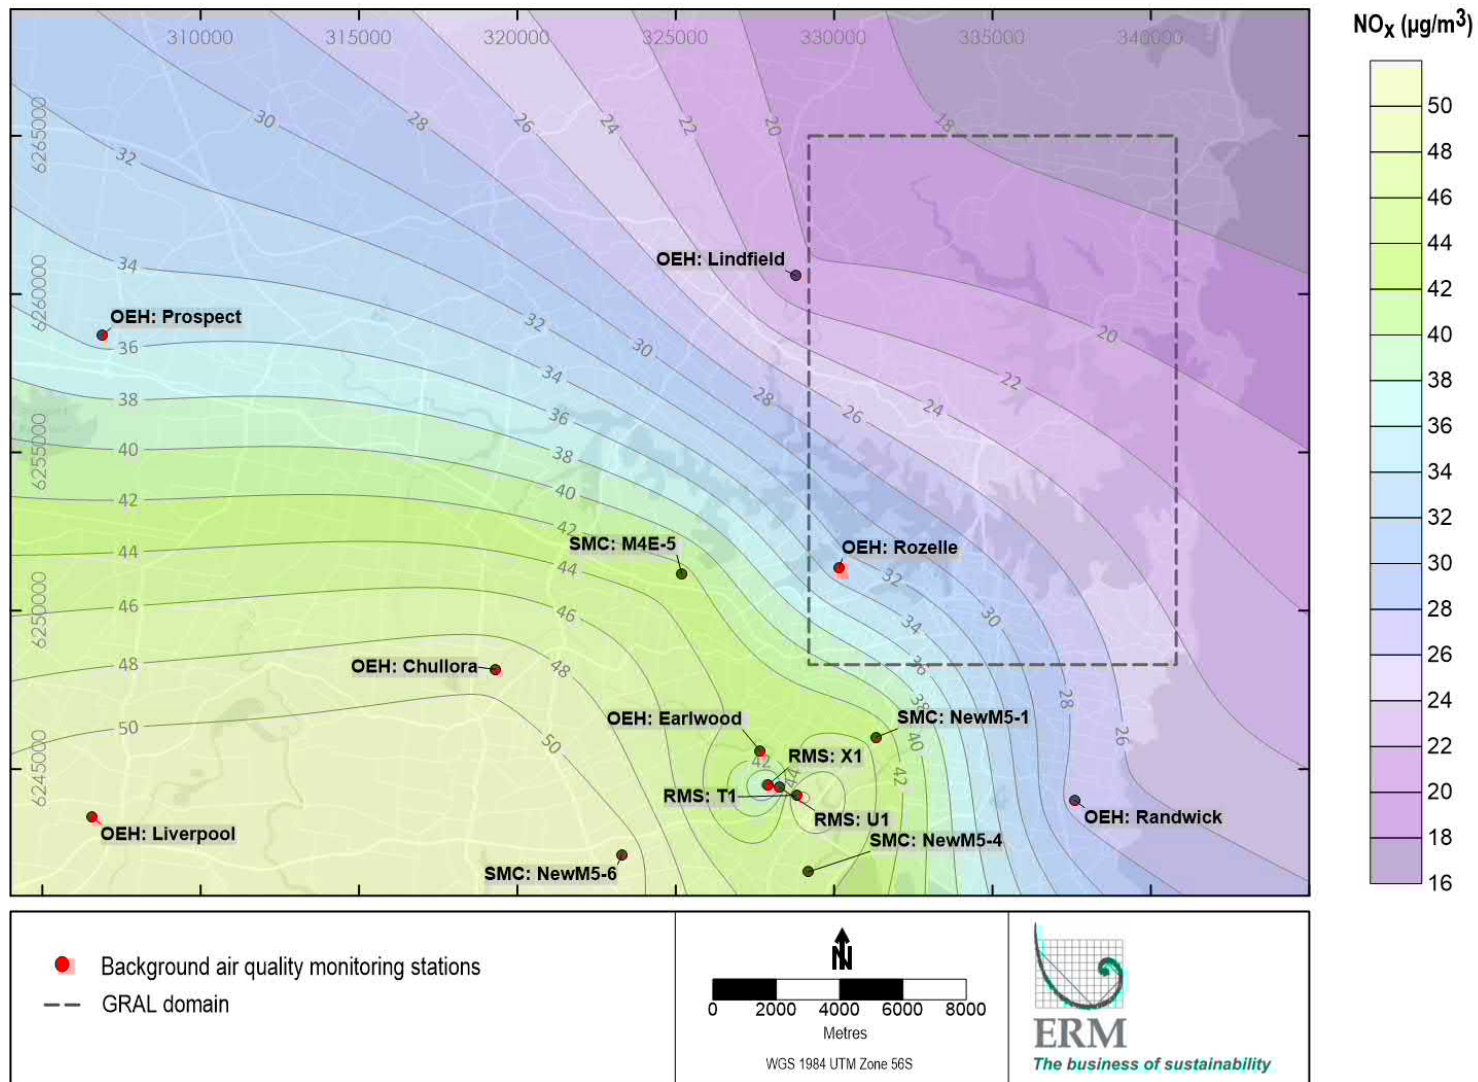 NOX (µg/m3)
310000 315000 320000 325000 330000 335000 340000
6265000
6260000
6255000
6250000
6245000
30 28 26 24 22 20 18
32
34
OEH: Lindfield
OEH: Prospect
36
32
30
20
34
22
38
36
28
26
24
40
38
42
40
42
SMC: M4E-5
OEH: Rozelle
44
44
32
46
46
30
34
OEH: Chullora
48
48
36
28
50
50
OEH: Earlwood
38
SMC: NewM5-1
40
26
42
44
RMS: X1
42
RMS: T1
RMS: U1
OEH: Randwick
OEH: Liverpool
SMC: NewM5-4
SMC: NewM5-6
50
48
46
44
42
40
38
36
34
32
30
28
26
24
22
20
18
16
Background air quality monitoring stations
GRAL domain
N
0 2000 4000 6000 8000
Metres
WGS 1984 UTM Zone 56S
ERM
The business of sustainability